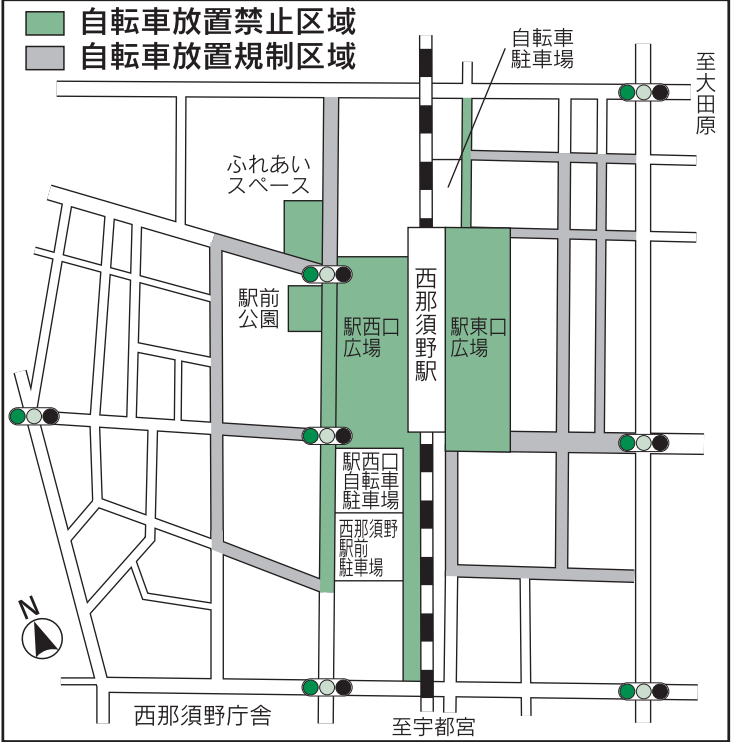 自転車放置禁止区域
自転車放置規制区域
自転車
駐車場
至大田原
ふれあい
スペース
駅前
公園
駅西口
広場
西那須野駅
駅東口
広場
駅西口
自転車
駐車場
西那須野
駅前
駐車場
N
西那須野庁舎
至宇都宮